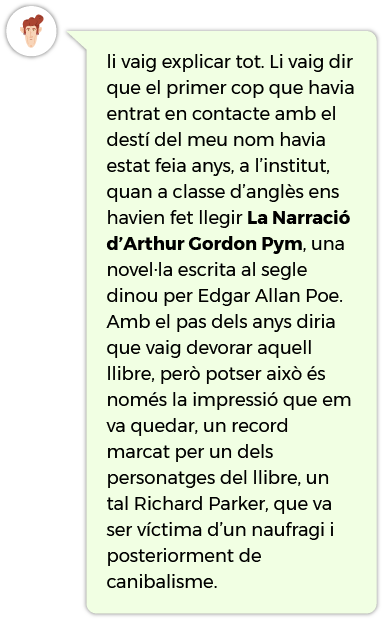 li vaig explicar tot. Li vaig dir
que el primer cop que havia
entrat en contacte amb el
destí del meu nom havia
estat feia anys, a l’institut,
quan a classe d’anglès ens
havien fet llegir La Narració
d’Arthur Gordon Pym, una
novel·la escrita al segle
dinou per Edgar Allan Poe.
Amb el pas dels anys diria
que vaig devorar aquell
llibre, però potser això és
només la impressió que em
va quedar, un record
marcat per un dels
personatges del llibre, un
tal Richard Parker, que va
ser víctima d’un naufragi i
posteriorment de
canibalisme.